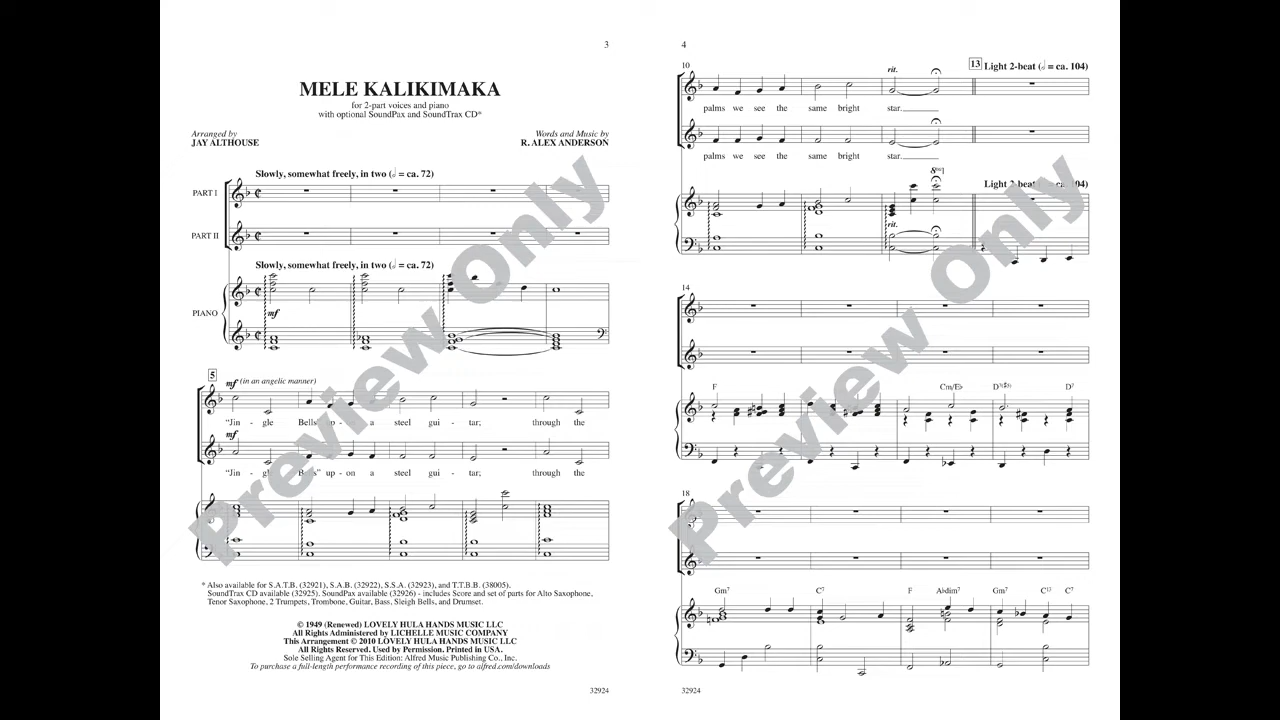 3
MELE KALIKIMAKA
for 2-part voices and piano
with optional SoundPax and SoundTrax CD*
Arranged by
JAY ALTHOUSE
Words and Music by
R. ALEX ANDERSON
Slowly, somewhat freely, in two ( = ca. 72)
PART I
PART II
Slowly, somewhat freely, in two ( = ca. 72)
PIANO
mf
5
mf (in an angelic manner)
“Jin - gle Bells” up - on a steel gui - tar; through the
mf
“Jin - gle Bells” up - on a steel gui - tar; through the
* Also available for S.A.T.B. (32921), S.A.B. (32922), S.S.A. (32923), and T.T.B.B. (38005).
SoundTrax CD available (32925). SoundPax available (32926) - includes Score and set of parts for Alto Saxophone,
Tenor Saxophone, 2 Trumpets, Trombone, Guitar, Bass, Sleigh Bells, and Drumset.
© 1949 (Renewed) LOVELY HULA HANDS MUSIC LLC
All Rights Administered by LICHELLE MUSIC COMPANY
This Arrangement © 2010 LOVELY HULA HANDS MUSIC LLC
All Rights Reserved. Used by Permission. Printed in USA.
Sole Selling Agent for This Edition: Alfred Music Publishing Co., Inc.
To purchase a full-length performance recording of this piece, go to alfred.com/downloads
32924
Preview Only
4
10
rit.
13 Light 2-beat ( = ca. 104)
palms we see the same bright star.
palms we see the same bright star.
Light 2-beat ( = ca. 104)
rit.
14
F Cm/E♭ D7(♯5) D7
18
Gm7 C7 F A♭dim7 Gm7 C13 C7
32924
Preview Only